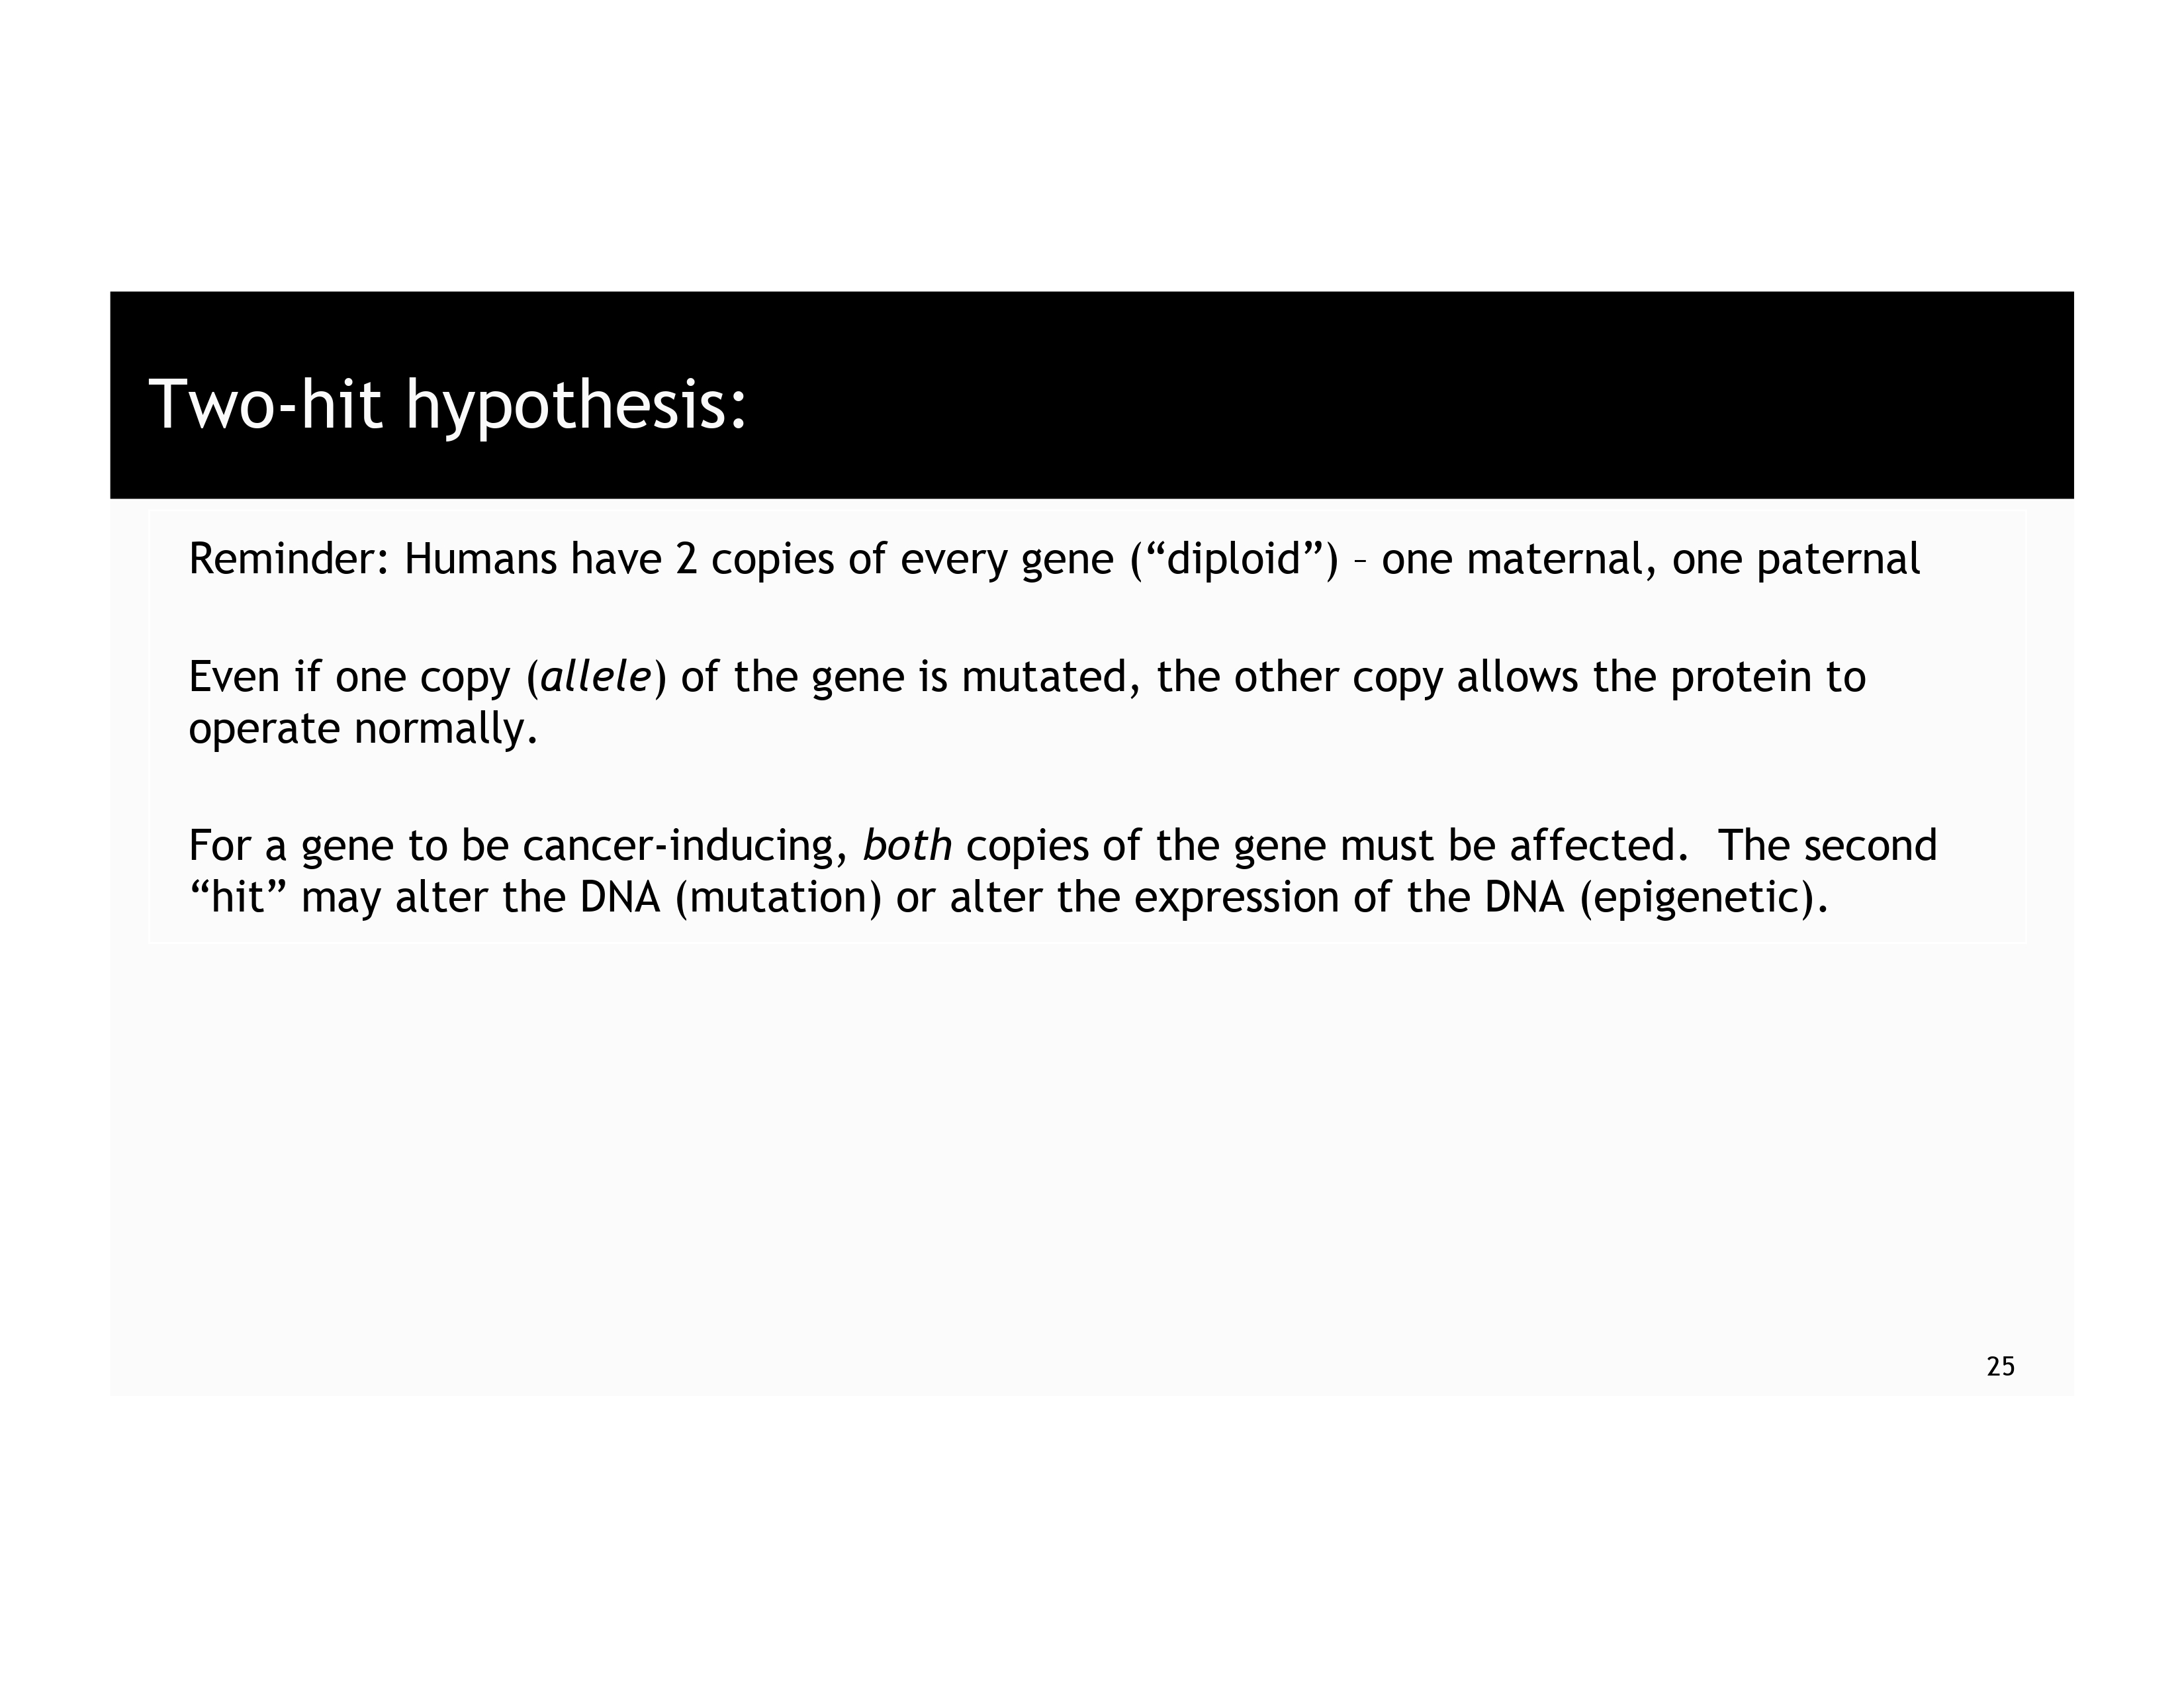 Two-hit hypothesis:
Reminder: Humans have 2 copies of every gene (“diploid”) – one maternal, one paternal
Even if one copy (allele) of the gene is mutated, the other copy allows the protein to
operate normally.
For a gene to be cancer-inducing, both copies of the gene must be affected.  The second
“hit” may alter the DNA (mutation) or alter the expression of the DNA (epigenetic).
25